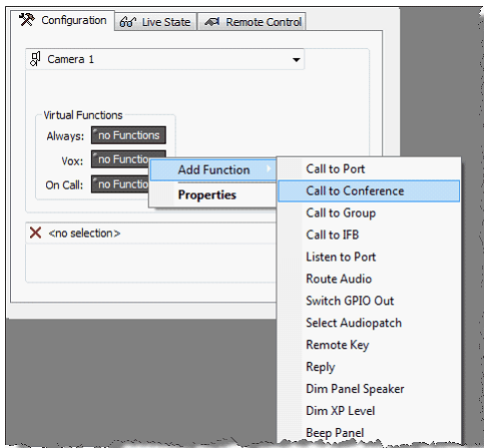 Configuration Live State Remote Control
Camera 1
Virtual Functions
Always: no Functions
Vox:
On Call:
Add Function
Properties
<no selection>
Call to Port
Call to Conference
Call to Group
Call to IFB
Listen to Port
Route Audio
Switch GPIO Out
Select Audiopatch
Remote Key
Reply
Dim Panel Speaker
Dim XP Level
Beep Panel